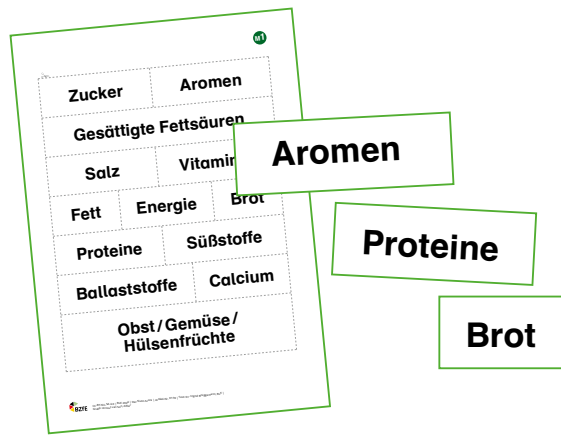 M1
Zucker
Aromen
Gesättigte Fettsäuren
Salz
Fett
Energie
Brot
Proteine
Süßstoffe
Ballaststoffe
Calcium
Obst/Gemüse/
Hülsenfrüchte
BZfE
Aromen
Proteine
Brot